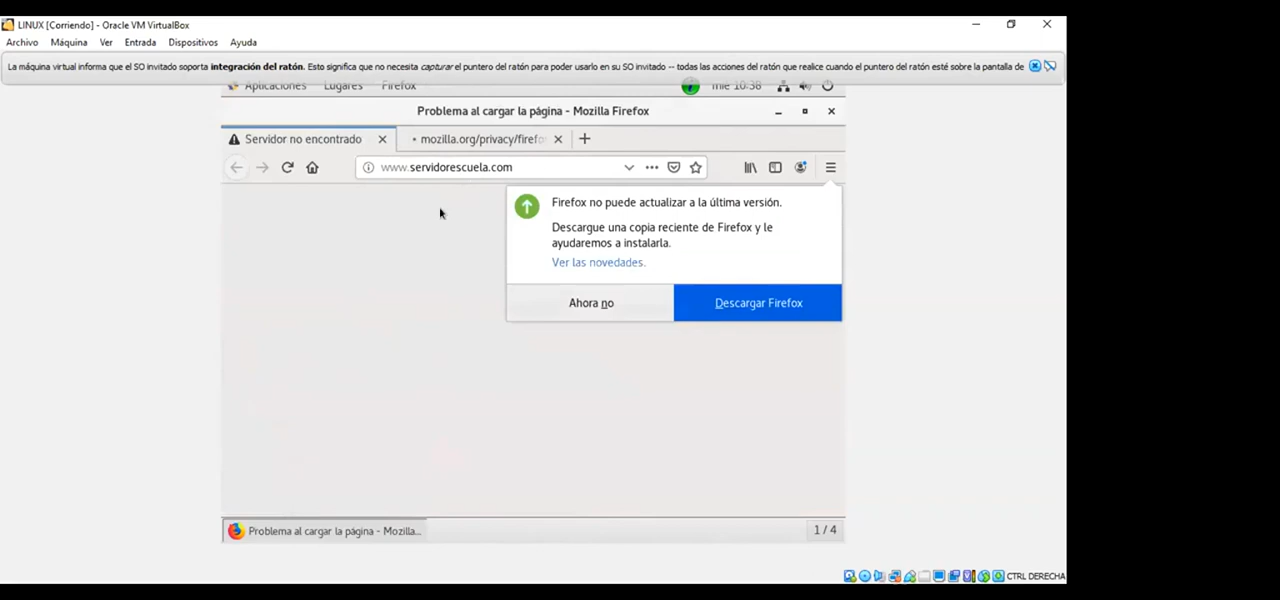 LINUX [Corriendo] - Oracle VM VirtualBox
Archivo Máquina Ver Entrada Dispositivos Ayuda
La máquina virtual informa que el SO invitado soporta integración del ratón. Esto significa que no necesita capturar el puntero del ratón para poder usarlo en su SO invitado -- todas las acciones del ratón que realice cuando el puntero del ratón esté sobre la pantalla de
Aplicaciones Lugares Firefox mié 10:38
Problema al cargar la página - Mozilla Firefox
Servidor no encontrado mozilla.org/privacy/firefo
www.servidorescuela.com
Firefox no puede actualizar a la última versión.
Descargue una copia reciente de Firefox y le
ayudaremos a instalarla.
Ver las novedades.
Ahora no Descargar Firefox
Problema al cargar la página - Mozilla... 1 / 4
CTRL DERECHA